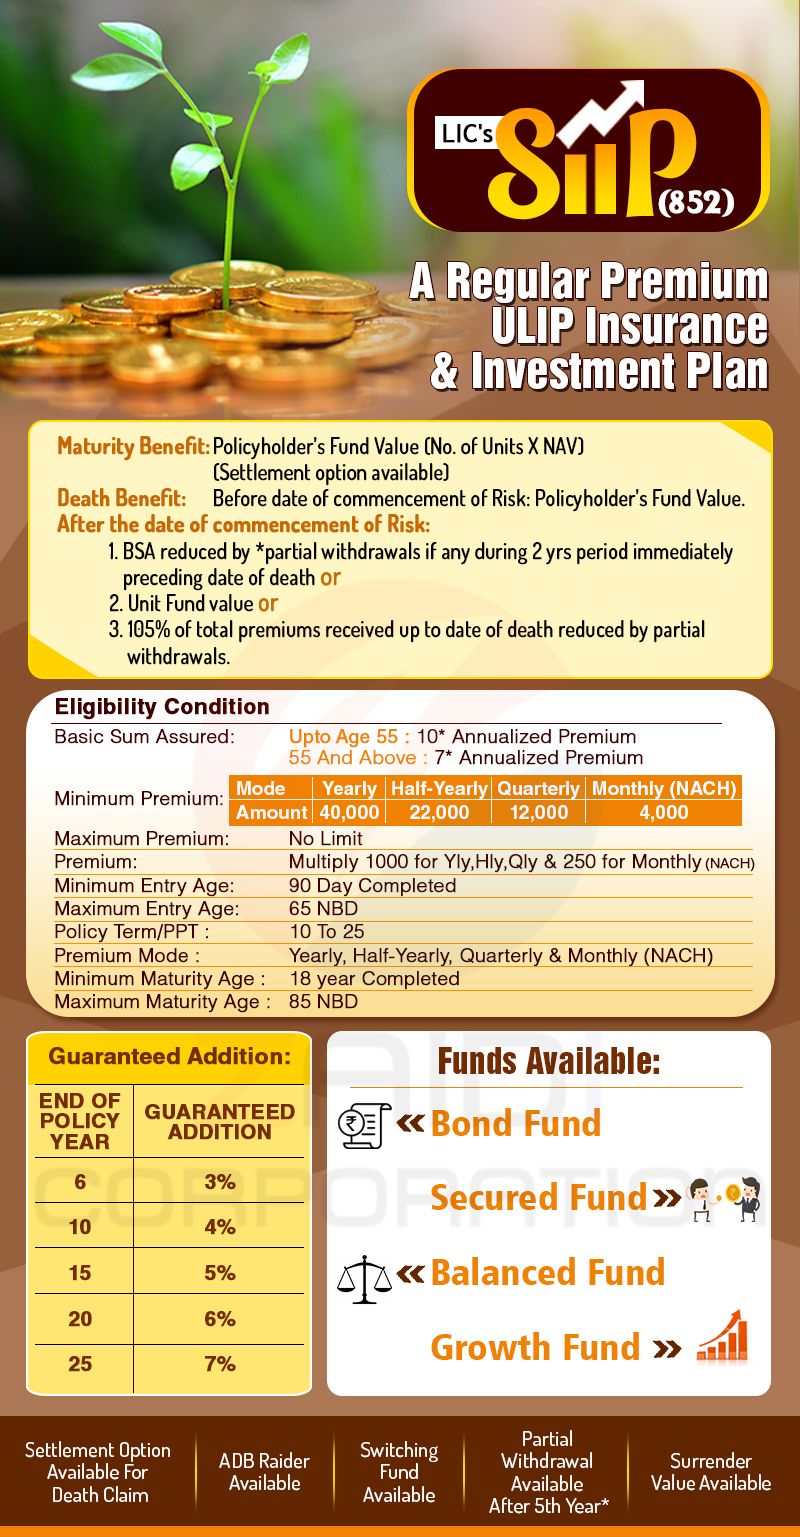 LIC's
SIIP
(852)
A Regular Premium
ULIP Insurance
& Investment Plan
Maturity Benefit: Policyholder's Fund Value (No. of Units X NAV)
(Settlement option available)
Death Benefit: Before date of commencement of Risk: Policyholder's Fund Value.
After the date of commencement of Risk:
1. BSA reduced by *partial withdrawals if any during 2 yrs period immediately
preceding date of death or
2. Unit Fund value or
3. 105% of total premiums received up to date of death reduced by partial
withdrawals.
Eligibility Condition
Basic Sum Assured: Upto Age 55 : 10* Annualized Premium
55 And Above : 7* Annualized Premium
Minimum Premium:
Mode Yearly Half-Yearly Quarterly Monthly (NACH)
Amount 40,000 22,000 12,000 4,000
Maximum Premium: No Limit
Premium: Multiply 1000 for Yly,Hly,Qly & 250 for Monthly (NACH)
Minimum Entry Age: 90 Day Completed
Maximum Entry Age: 65 NBD
Policy Term/PPT : 10 To 25
Premium Mode : Yearly, Half-Yearly, Quarterly & Monthly (NACH)
Minimum Maturity Age : 18 year Completed
Maximum Maturity Age : 85 NBD
Guaranteed Addition:
END OF
POLICY
YEAR
GUARANTEED
ADDITION
6 3%
10 4%
15 5%
20 6%
25 7%
Funds Available:
Bond Fund
Secured Fund
Balanced Fund
Growth Fund
ZAIDI
CORPORATION
Settlement Option
Available For
Death Claim
ADB Raider
Available
Switching
Fund
Available
Partial
Withdrawal
Available
After 5th Year*
Surrender
Value Available